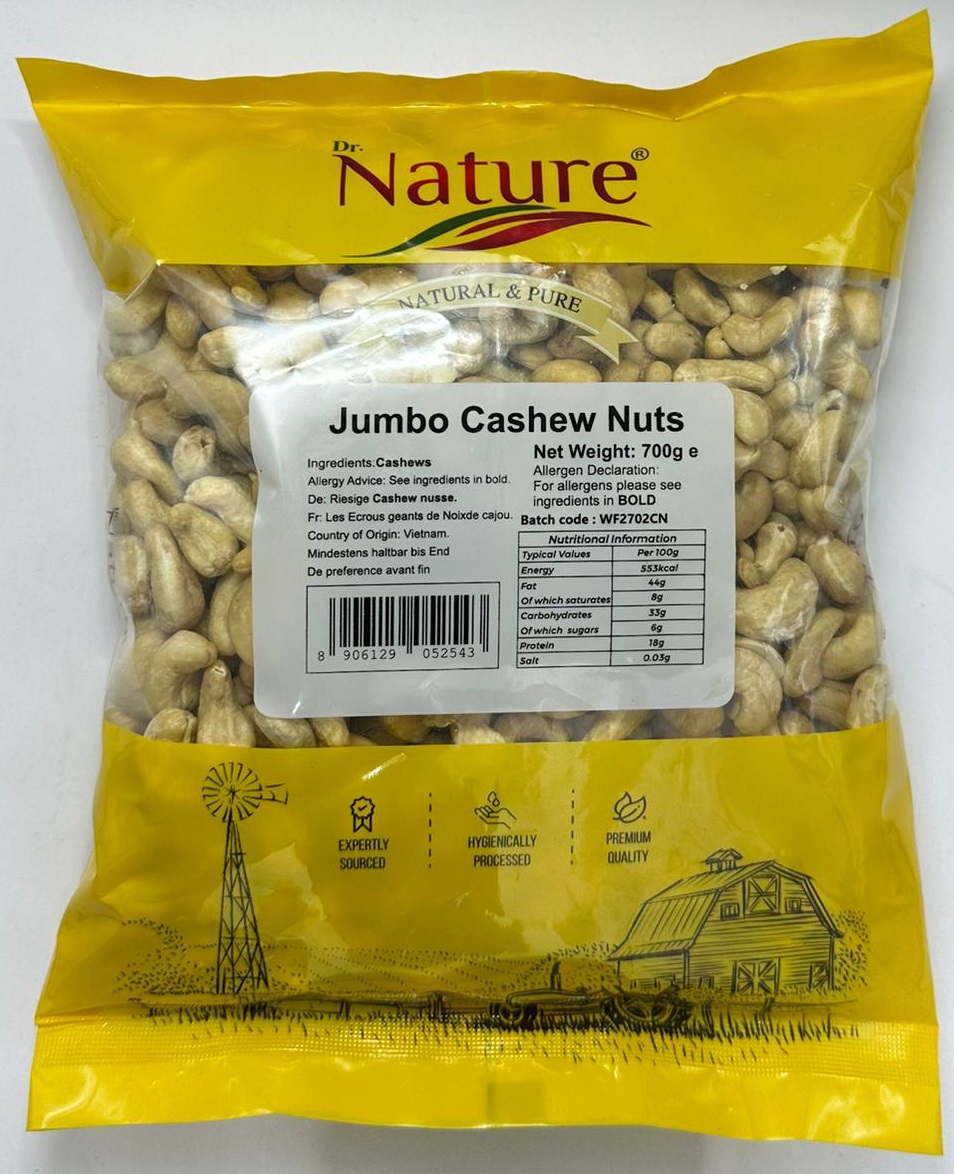 Dr.
Nature®
NATURAL & PURE
Jumbo Cashew Nuts
Ingredients:Cashews
Allergy Advice: See ingredients in bold.
De: Riesige Cashew nusse.
Fr: Les Ecrous geants de Noixde cajou.
Country of Origin: Vietnam.
Mindestens haltbar bis End
De preference avant fin
8 906129 052543
Net Weight: 700g e
Allergen Declaration:
For allergens please see
ingredients in BOLD
Batch code : WF2702CN
Nutritional Information
Typical Values Per 100g
Energy 553kcal
Fat 44g
Of which saturates 8g
Carbohydrates 33g
Of which sugars 6g
Protein 18g
Salt 0.03g
EXPERTLY
SOURCED
HYGIENICALLY
PROCESSED
PREMIUM
QUALITY